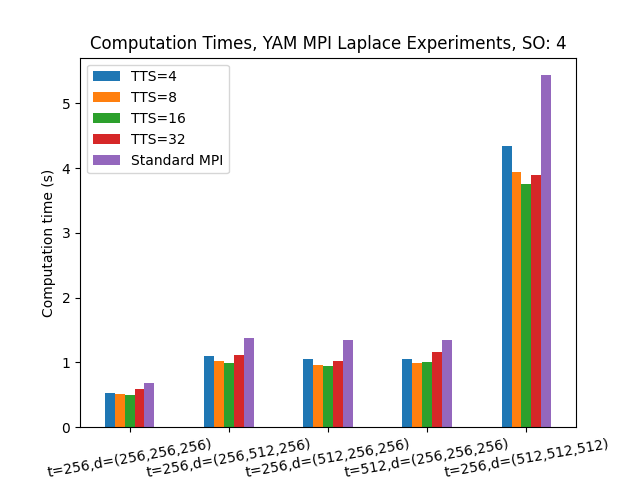 Computation Times, YAM MPI Laplace Experiments, SO: 4
TTS=4
TTS=8
TTS=16
TTS=32
Standard MPI
Computation time (s)
5
4
3
2
1
0
t=256,d=(256,256,256)
t=256,d=(256,512,256)
t=256,d=(512,256,256)
t=512,d=(256,256,256)
t=256,d=(512,512,512)